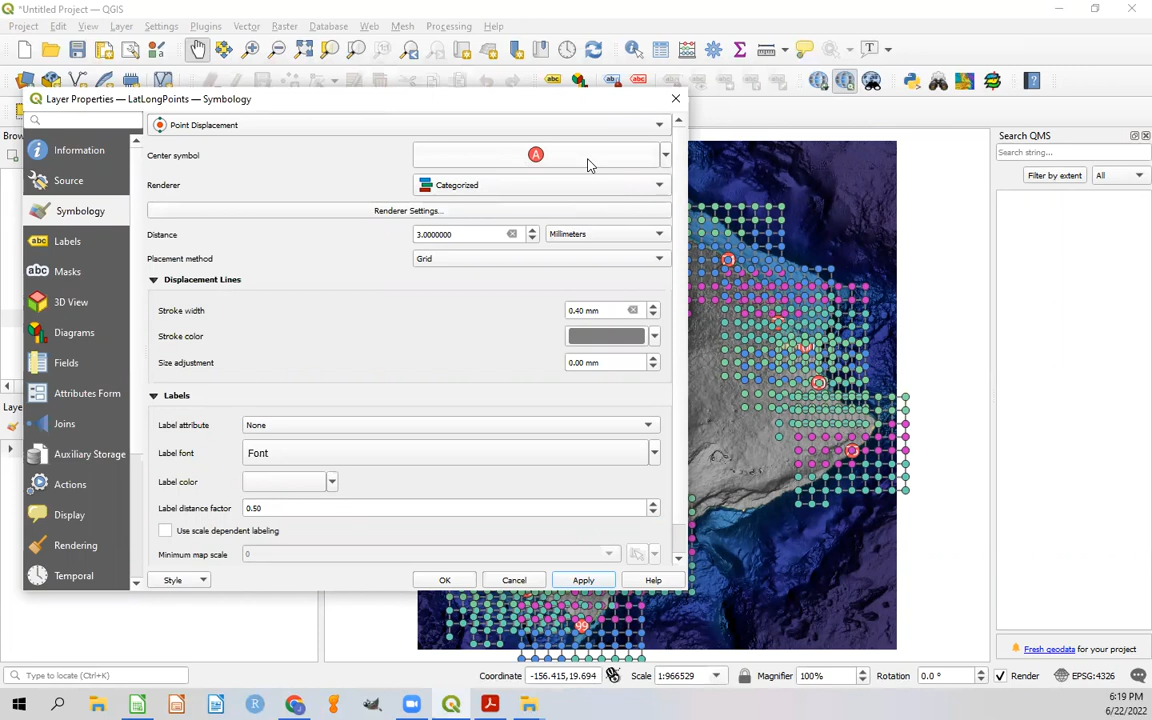 *Untitled Project — QGIS
Project Edit View Layer Settings Plugins Vector Raster Database Web Mesh Processing Help
Layer Properties — LatLongPoints — Symbology
Point Displacement
Information
Source
Symbology
Labels
Masks
3D View
Diagrams
Fields
Attributes Form
Joins
Auxiliary Storage
Actions
Display
Rendering
Temporal
Center symbol A
Renderer Categorized
Renderer Settings...
Distance 3.0000000 Millimeters
Placement method Grid
Displacement Lines
Stroke width 0.40 mm
Stroke color
Size adjustment 0.00 mm
Labels
Label attribute None
Label font Font
Label color
Label distance factor 0.50
Use scale dependent labeling
Minimum map scale 0
Style OK Cancel Apply Help
Search QMS
Search string...
Filter by extent All
99
Fresh geodata for your project
Type to locate (Ctrl+K) Coordinate -156.415,19.694 Scale 1:966529 Magnifier 100% Rotation 0.0 ° Render EPSG:4326
6:19 PM
6/22/2022